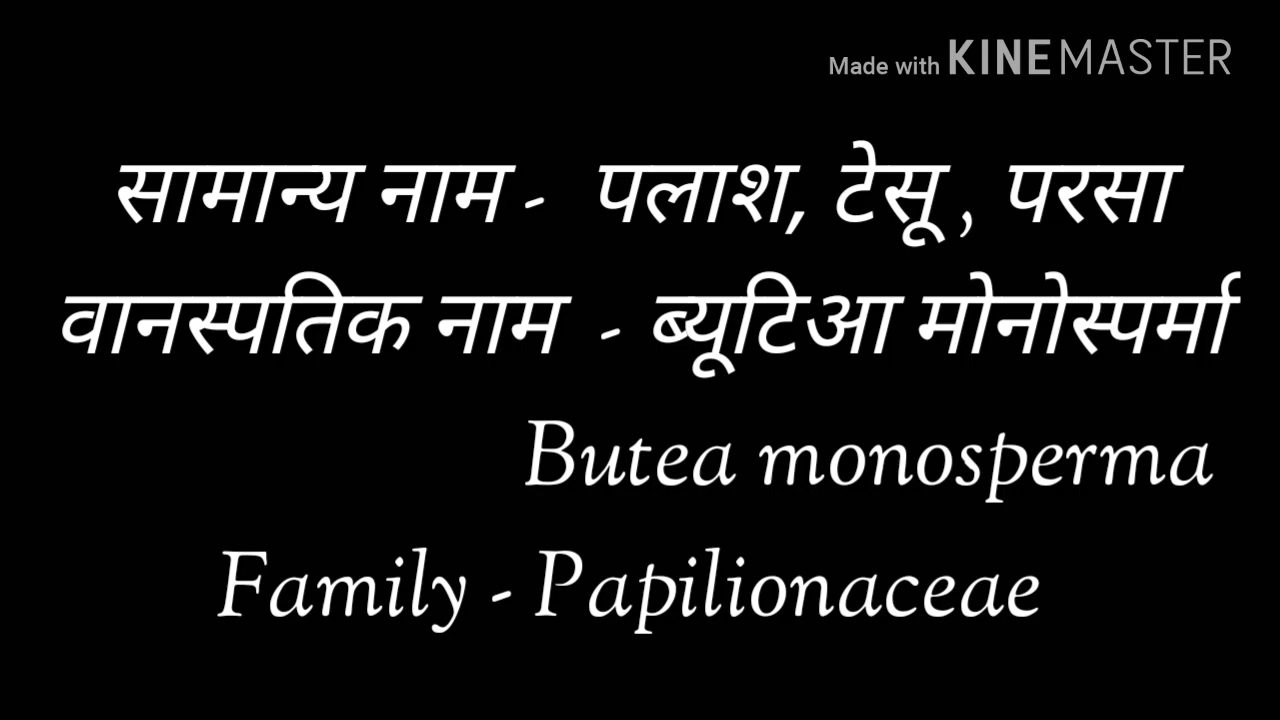 Made with KINEMASTER
सामान्य नाम - पलाश, टेसू , परसा
वानस्पतिक नाम - ब्यूटिआ मोनोस्पर्मा
Butea monosperma
Family - Papilionaceae